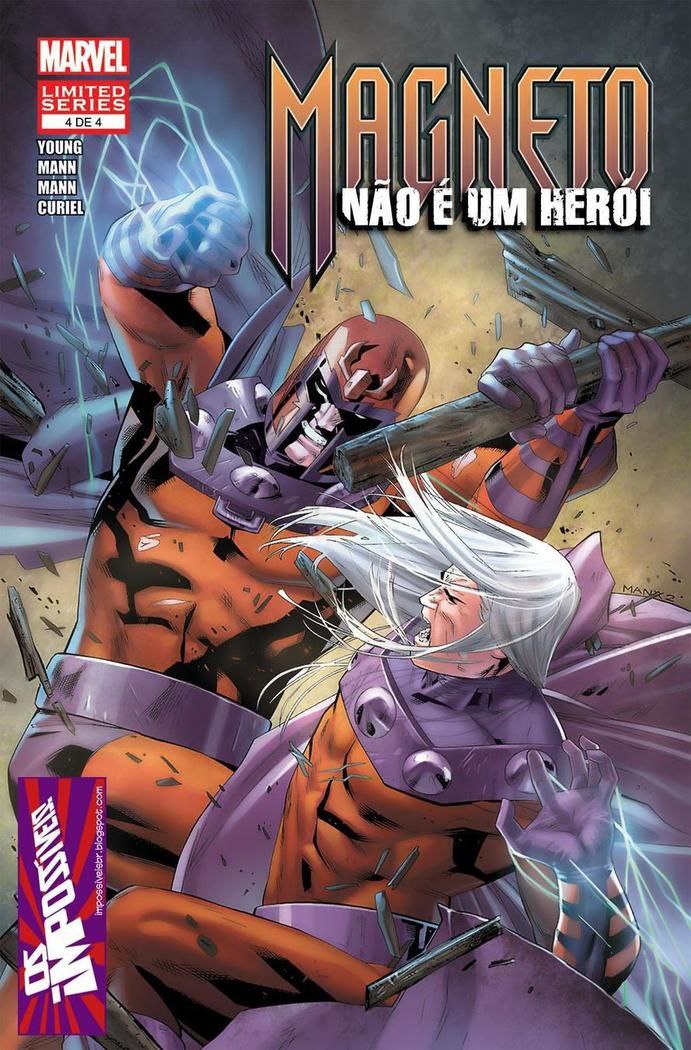 MARVEL
LIMITED
SERIES
4 DE 4
YOUNG
MANN
MANN
CURIEL
MAGNETO
NÃO É UM HERÓI
MANN
OS
IMPOSSÍVEIS!
impossiveisbr.blogspot.com